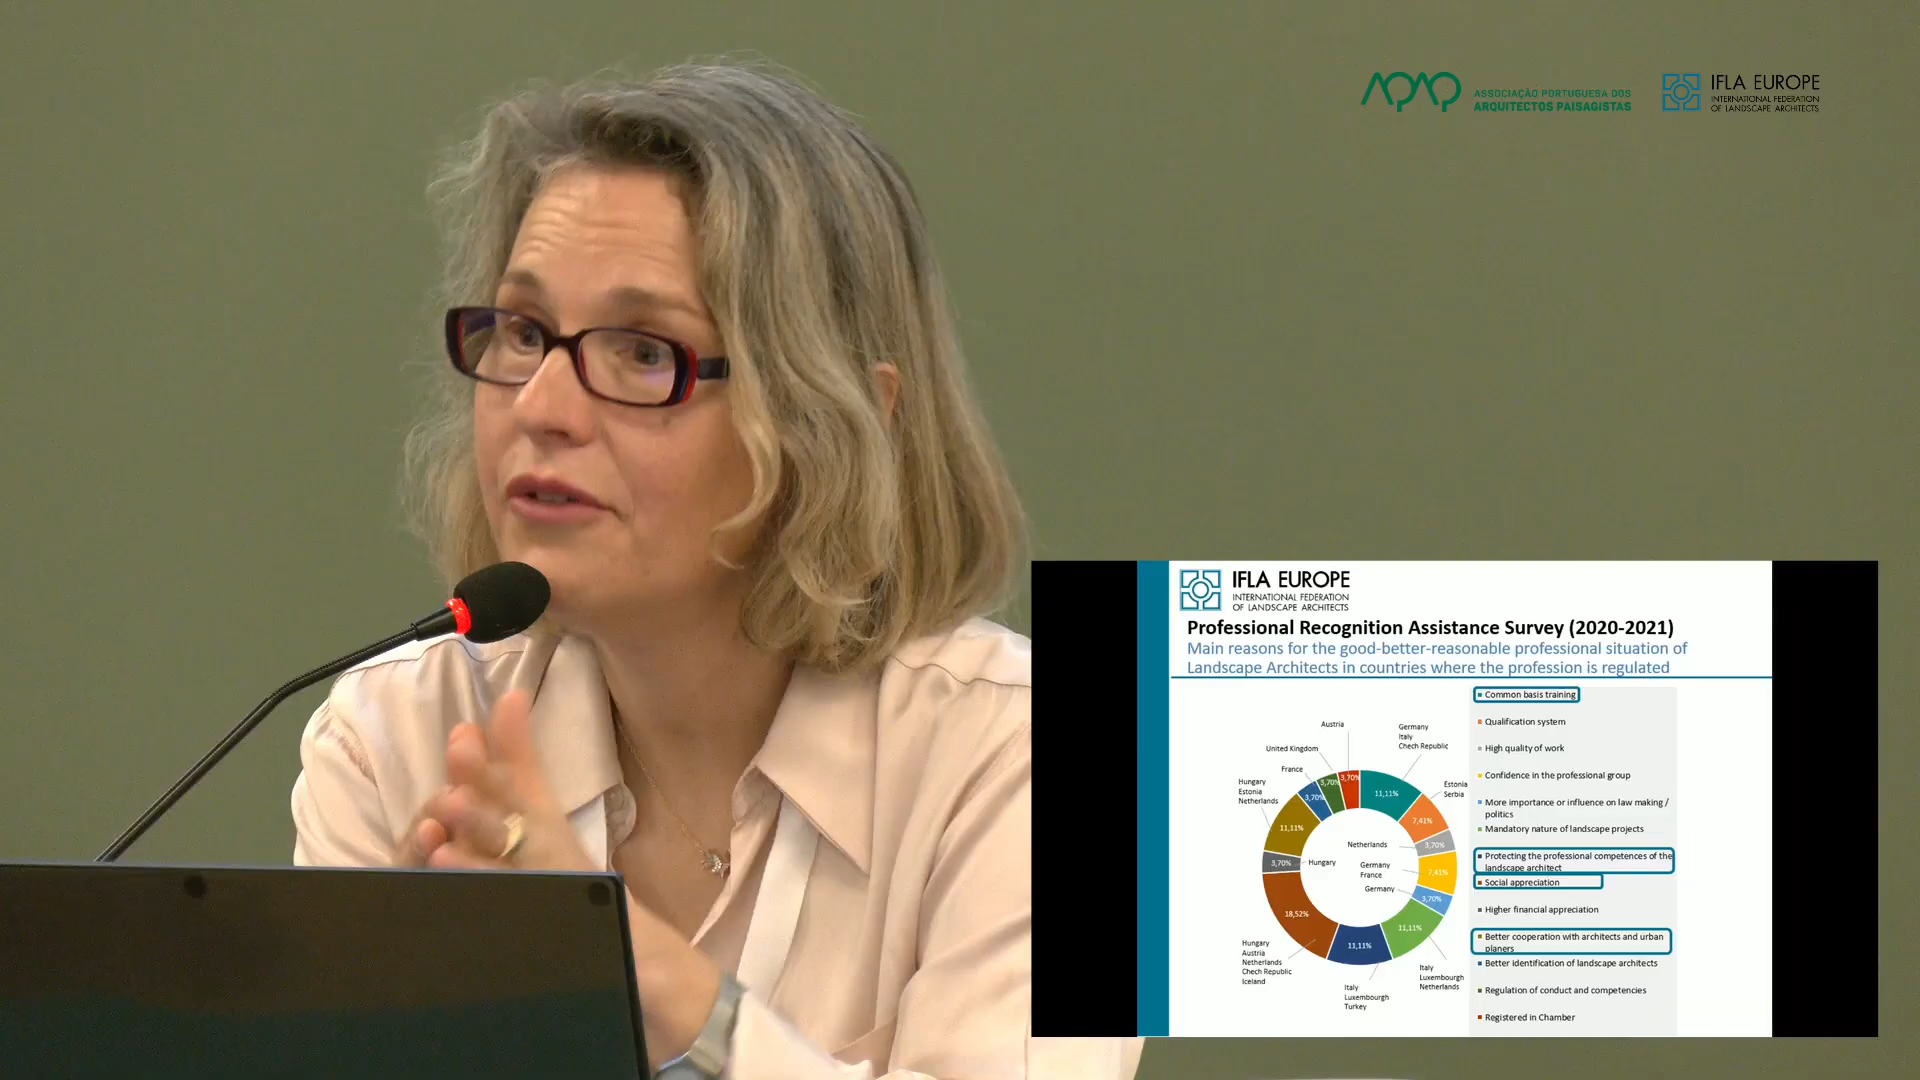 ASSOCIAÇÃO PORTUGUESA DOS
ARQUITECTOS PAISAGISTAS
IFLA EUROPE
INTERNATIONAL FEDERATION
OF LANDSCAPE ARCHITECTS
IFLA EUROPE
INTERNATIONAL FEDERATION
OF LANDSCAPE ARCHITECTS
Professional Recognition Assistance Survey (2020-2021)
Main reasons for the good-better-reasonable professional situation of
Landscape Architects in countries where the profession is regulated
Austria
United Kingdom
France
Hungary
Estonia
Netherlands
Germany
Italy
Chech Republic
Estonia
Serbia
3,70%
3,70%
3,70%
11,11%
7,41%
11,11%
3,70%
7,41%
3,70%
3,70%
18,52%
11,11%
11,11%
Netherlands
Hungary
Germany
France
Germany
Hungary
Austria
Netherlands
Chech Republic
Iceland
Italy
Luxembourgh
Turkey
Italy
Luxembourgh
Netherlands
Common basis training
Qualification system
High quality of work
Confidence in the professional group
More importance or influence on law making /
politics
Mandatory nature of landscape projects
Protecting the professional competences of the
landscape architect
Social appreciation
Higher financial appreciation
Better cooperation with architects and urban
planers
Better identification of landscape architects
Regulation of conduct and competencies
Registered in Chamber